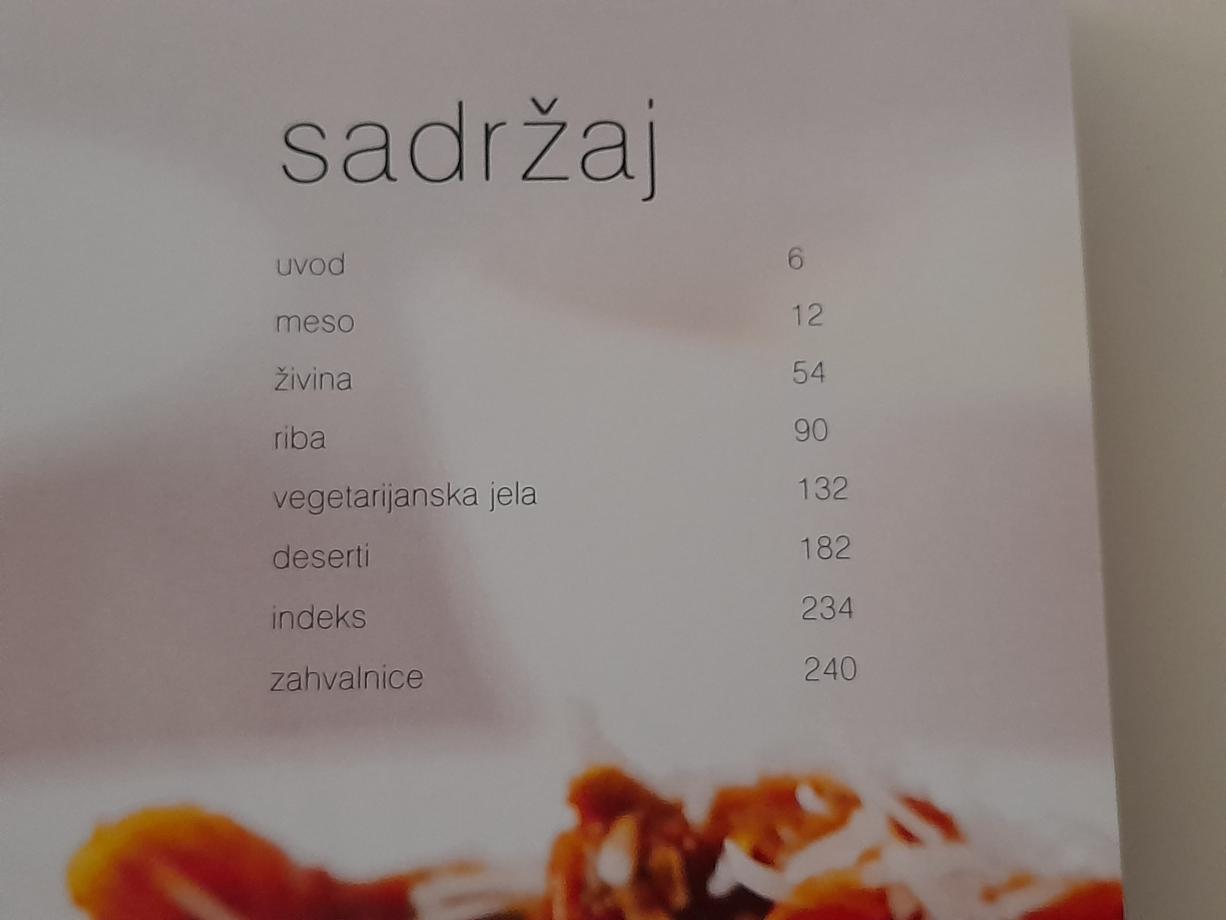 sadržaj
uvod 6
meso 12
živina 54
riba 90
vegetarijanska jela 132
deserti 182
indeks 234
zahvalnice 240